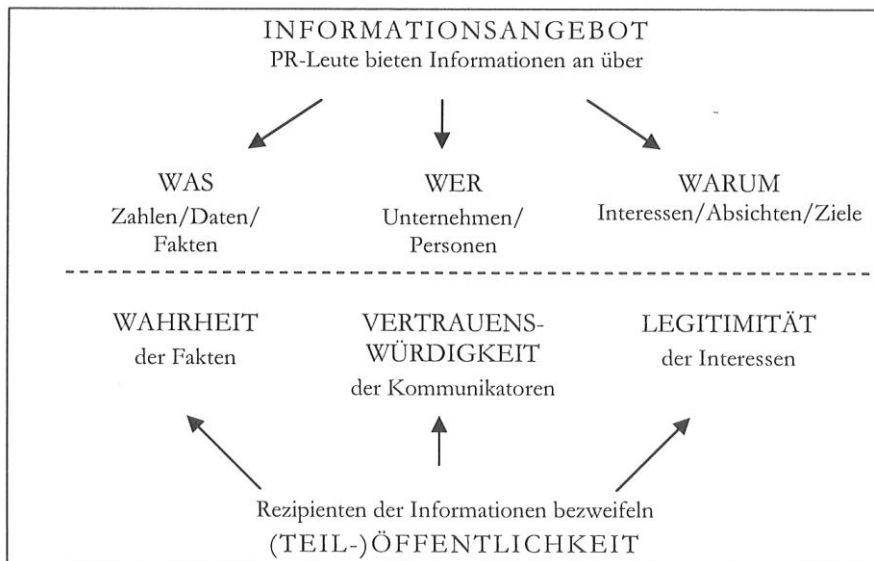 INFORMATIONSANGEBOT
PR-Leute bieten Informationen an über
WAS
Zahlen/Daten/
Fakten
WER
Unternehmen/
Personen
WARUM
Interessen/Absichten/Ziele
WAHRHEIT
der Fakten
VERTRAUENS-
WÜRDIGKEIT
der Kommunikatoren
LEGITIMITÄT
der Interessen
Rezipienten der Informationen bezweifeln
(TEIL-)ÖFFENTLICHKEIT